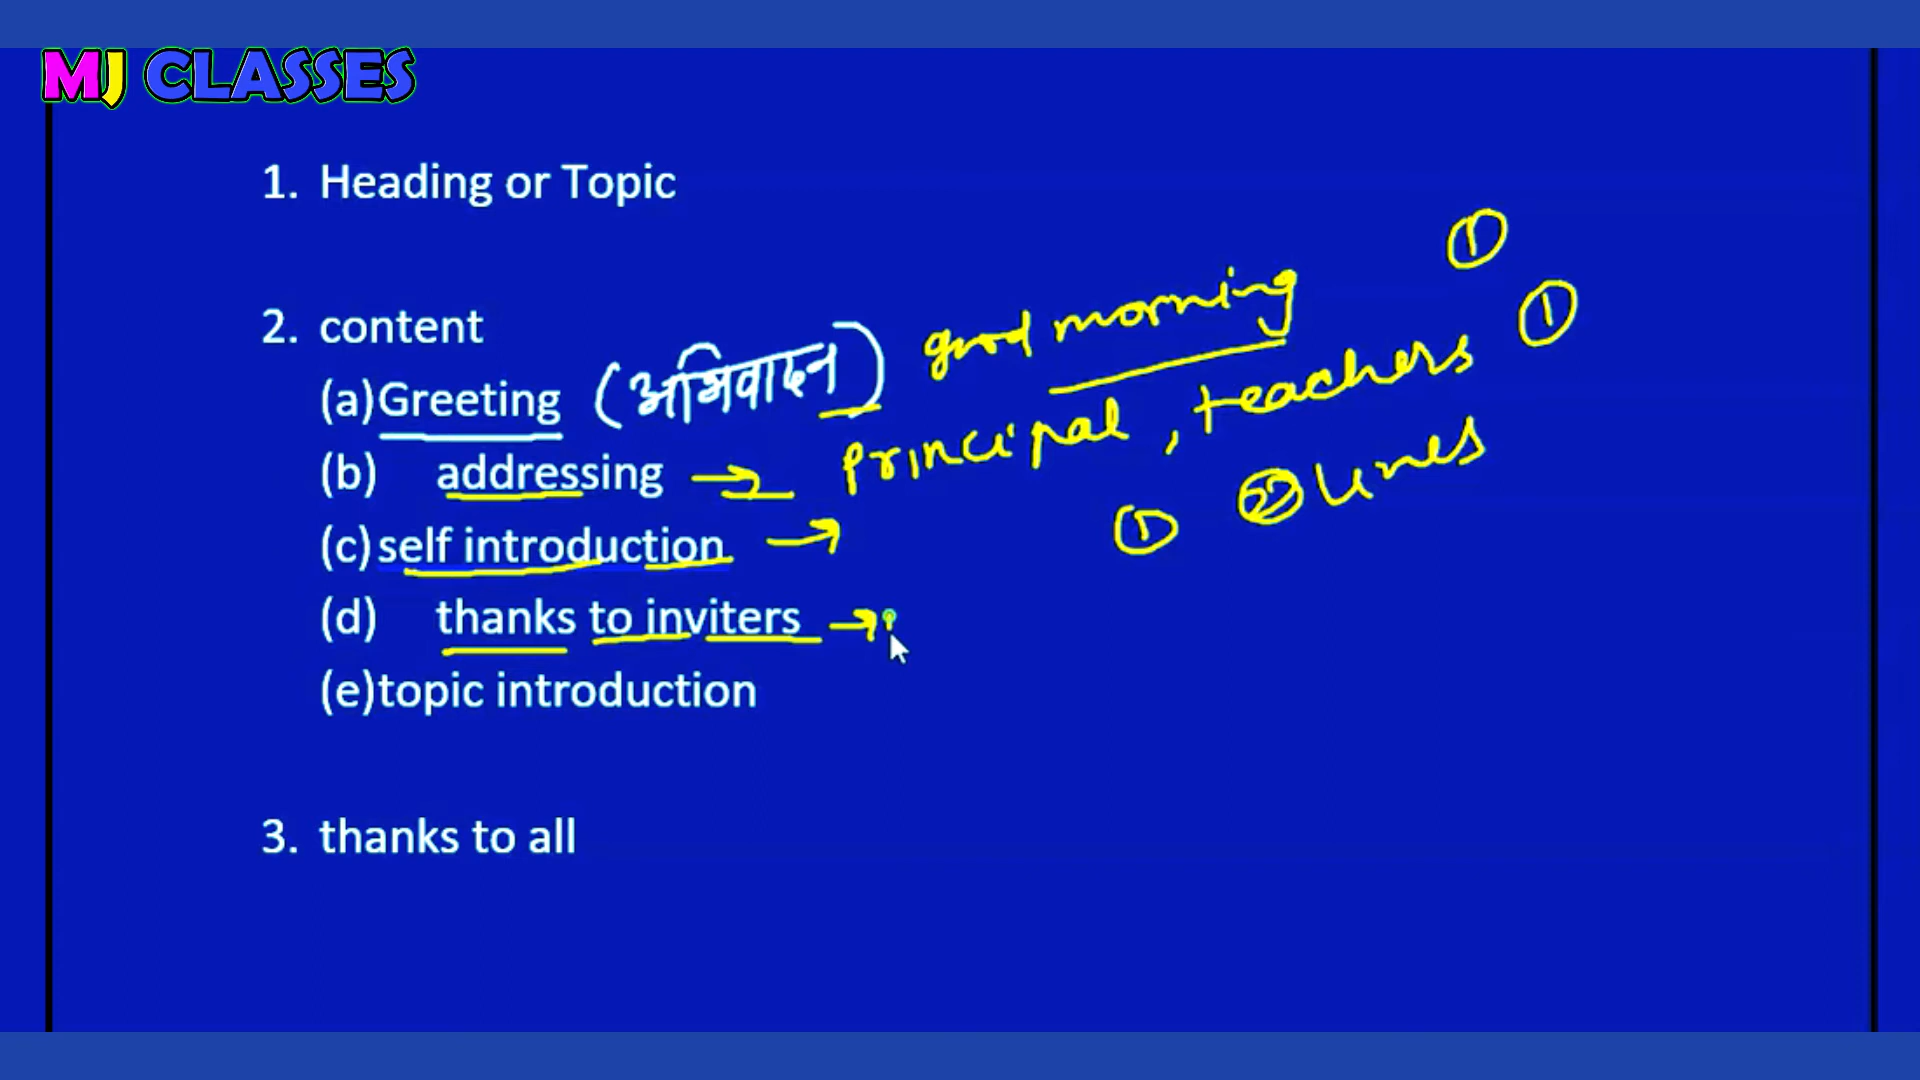 MJ CLASSES
1. Heading or Topic
2. content
(a)Greeting (अभिवादन) good morning ①
(b) addressing → principal, teachers ①
(c)self introduction → ① ② lines
(d) thanks to inviters →
(e)topic introduction
3. thanks to all